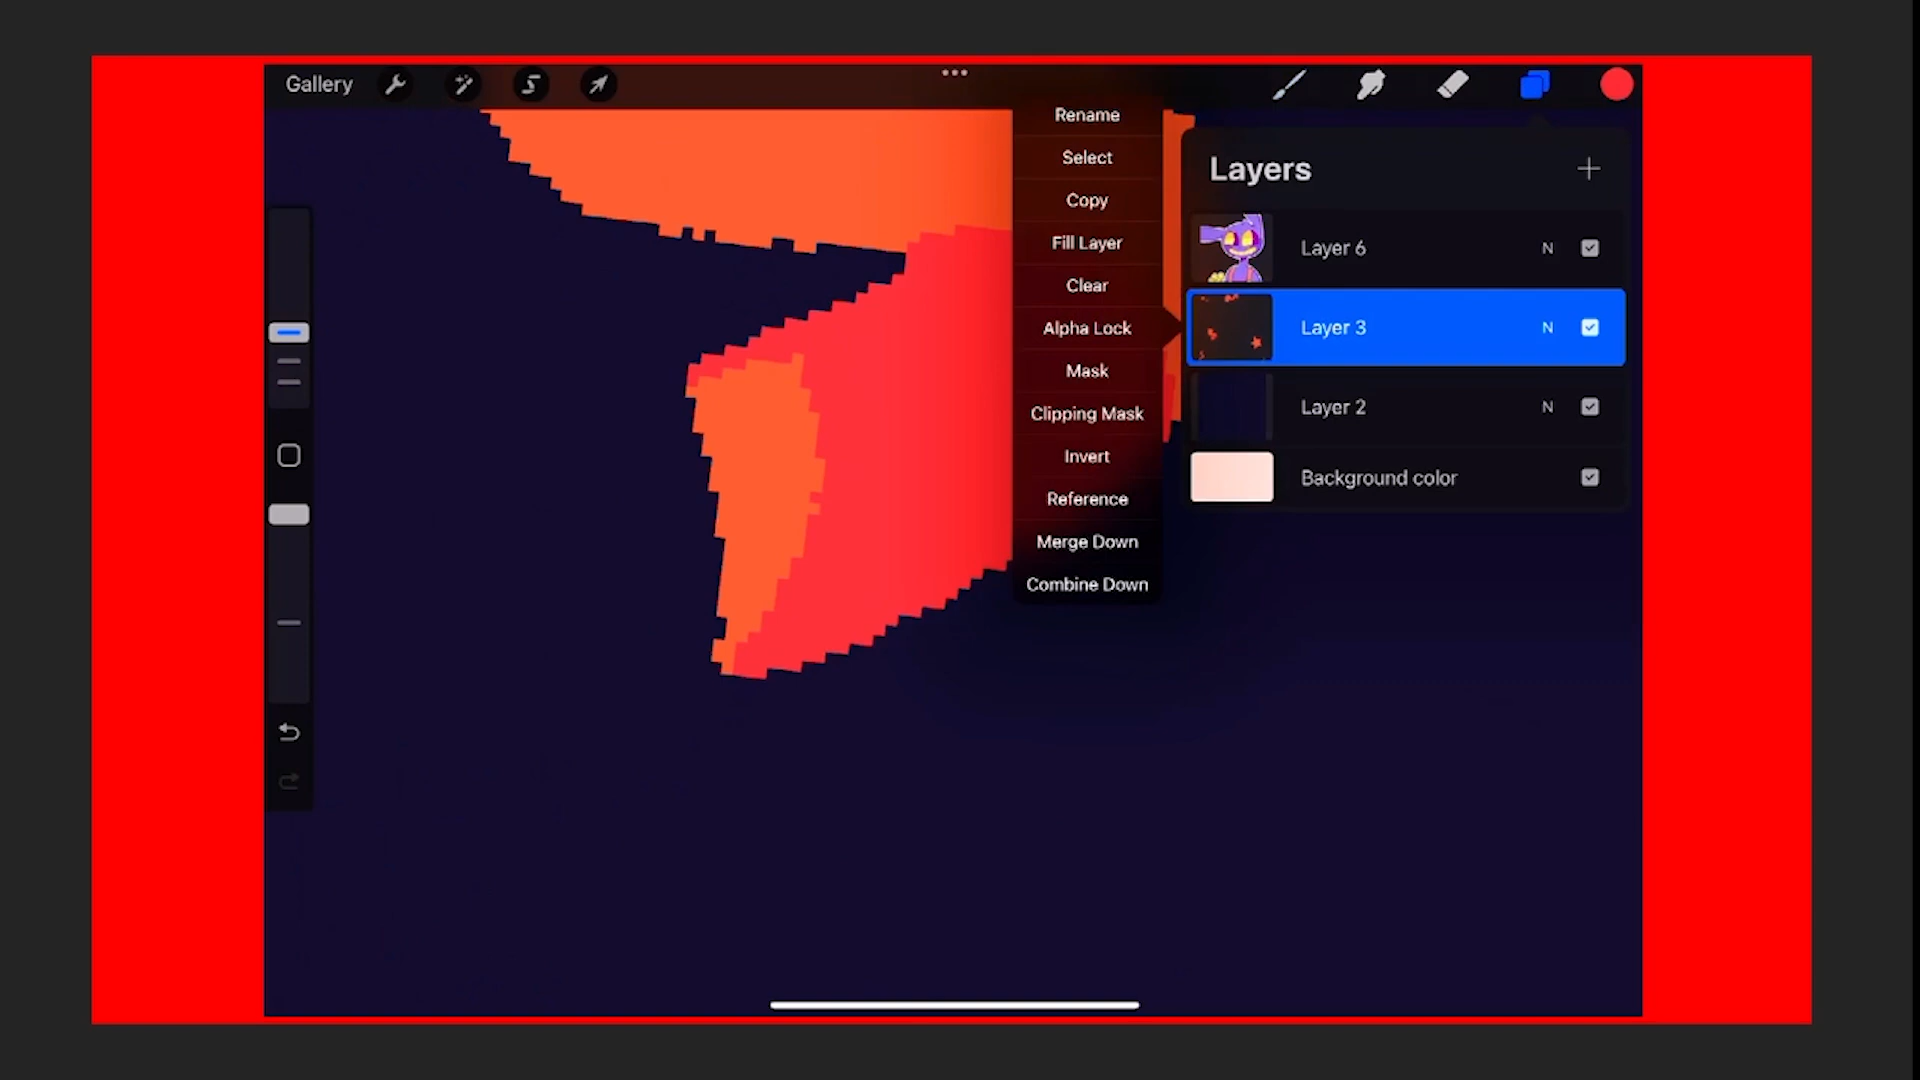 Gallery
Rename
Select
Copy
Fill Layer
Clear
Alpha Lock
Mask
Clipping Mask
Invert
Reference
Merge Down
Combine Down
Layers
Layer 6 N
Layer 3 N
Layer 2 N
Background color